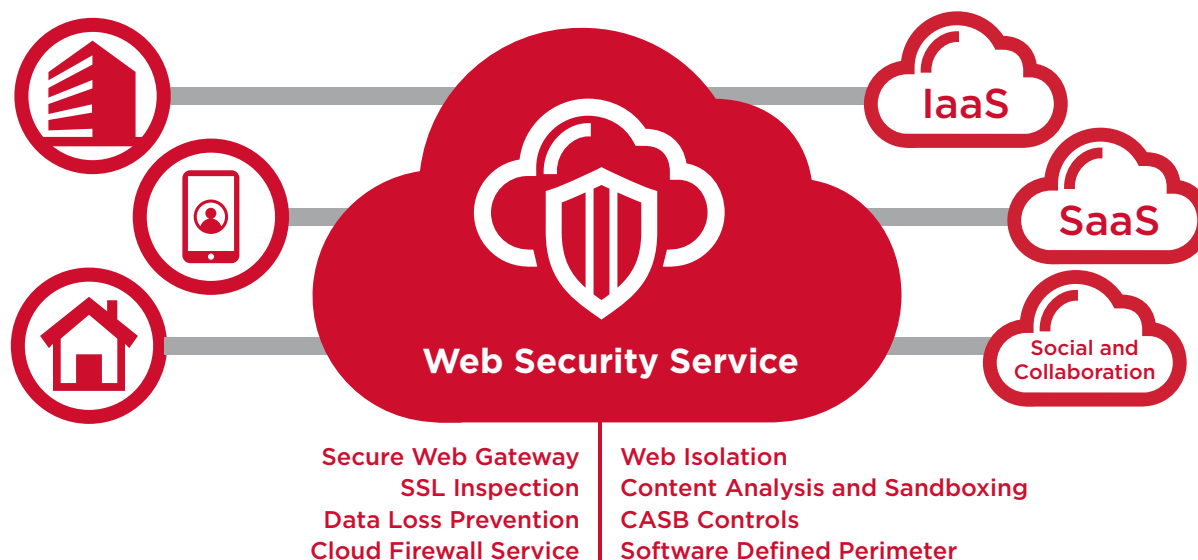 IaaS
SaaS
Social and
Collaboration
Web Security Service
Secure Web Gateway
SSL Inspection
Data Loss Prevention
Cloud Firewall Service
Web Isolation
Content Analysis and Sandboxing
CASB Controls
Software Defined Perimeter